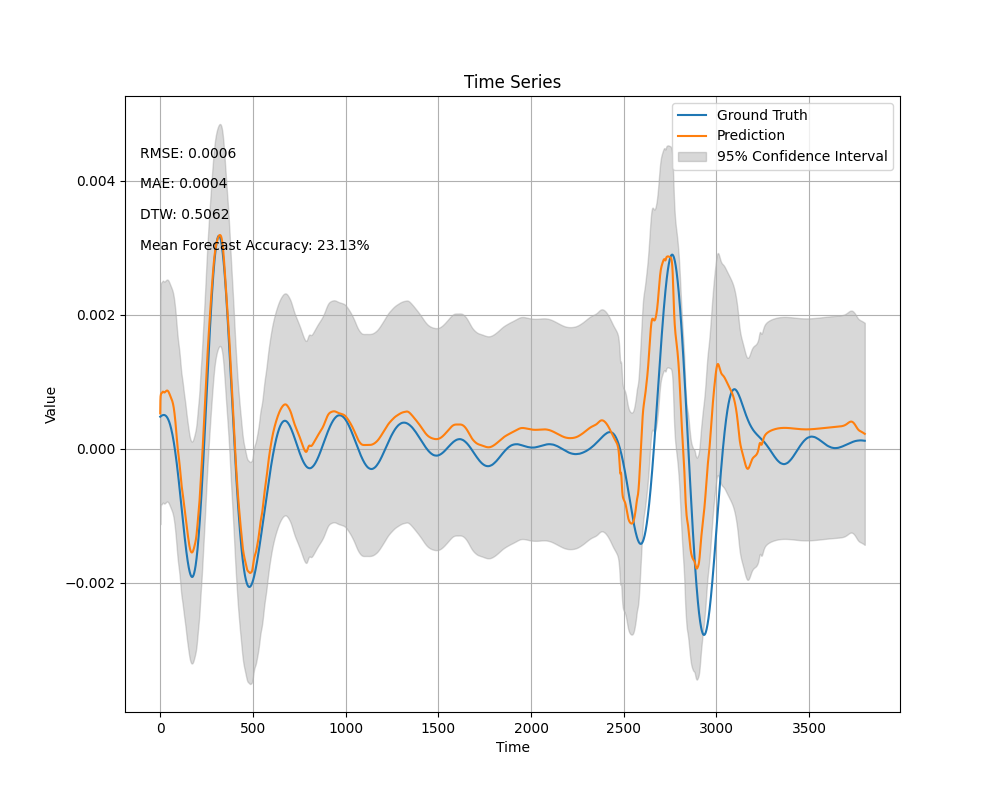 Time Series
Ground Truth
Prediction
95% Confidence Interval
RMSE: 0.0006
MAE: 0.0004
DTW: 0.5062
Mean Forecast Accuracy: 23.13%
0.004
0.002
0.000
−0.002
Value
0 500 1000 1500 2000 2500 3000 3500
Time